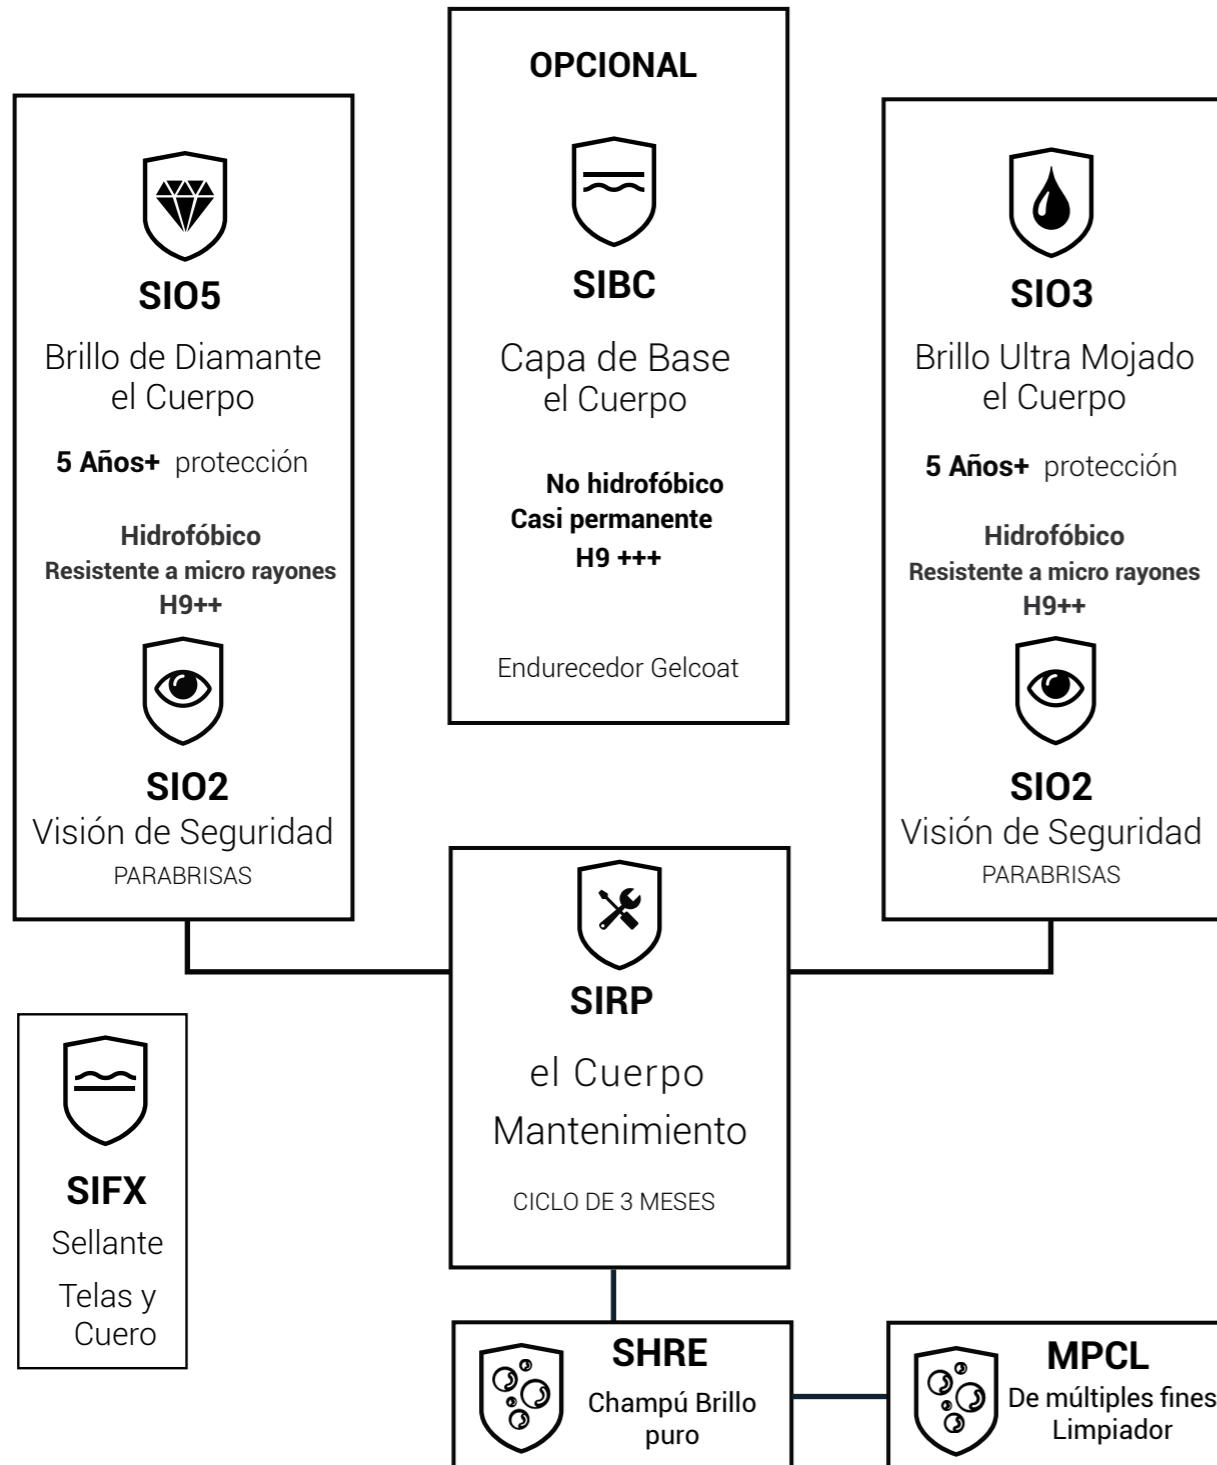 OPCIONAL
SIO5
Brillo de Diamante
el Cuerpo
5 Años+ protección
Hidrofóbico
Resistente a micro rayones
H9++
SIO2
Visión de Seguridad
PARABRISAS
SIBC
Capa de Base
el Cuerpo
No hidrofóbico
Casi permanente
H9 +++
Endurecedor Gelcoat
SIO3
Brillo Ultra Mojado
el Cuerpo
5 Años+ protección
Hidrofóbico
Resistente a micro rayones
H9++
SIO2
Visión de Seguridad
PARABRISAS
SIRP
el Cuerpo
Mantenimiento
CICLO DE 3 MESES
SIFX
Sellante
Telas y
Cuero
SHRE
Champú Brillo
puro
MPCL
De múltiples fines
Limpiador